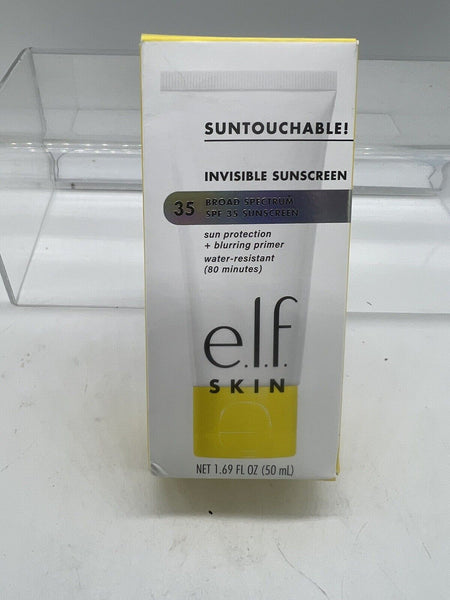 SUNTOUCHABLE!
INVISIBLE SUNSCREEN
35 BROAD SPECTRUM
SPF 35 SUNSCREEN
sun protection
+ blurring primer
water-resistant
(80 minutes)
e.l.f.
SKIN
e
NET 1.69 FL OZ (50 mL)